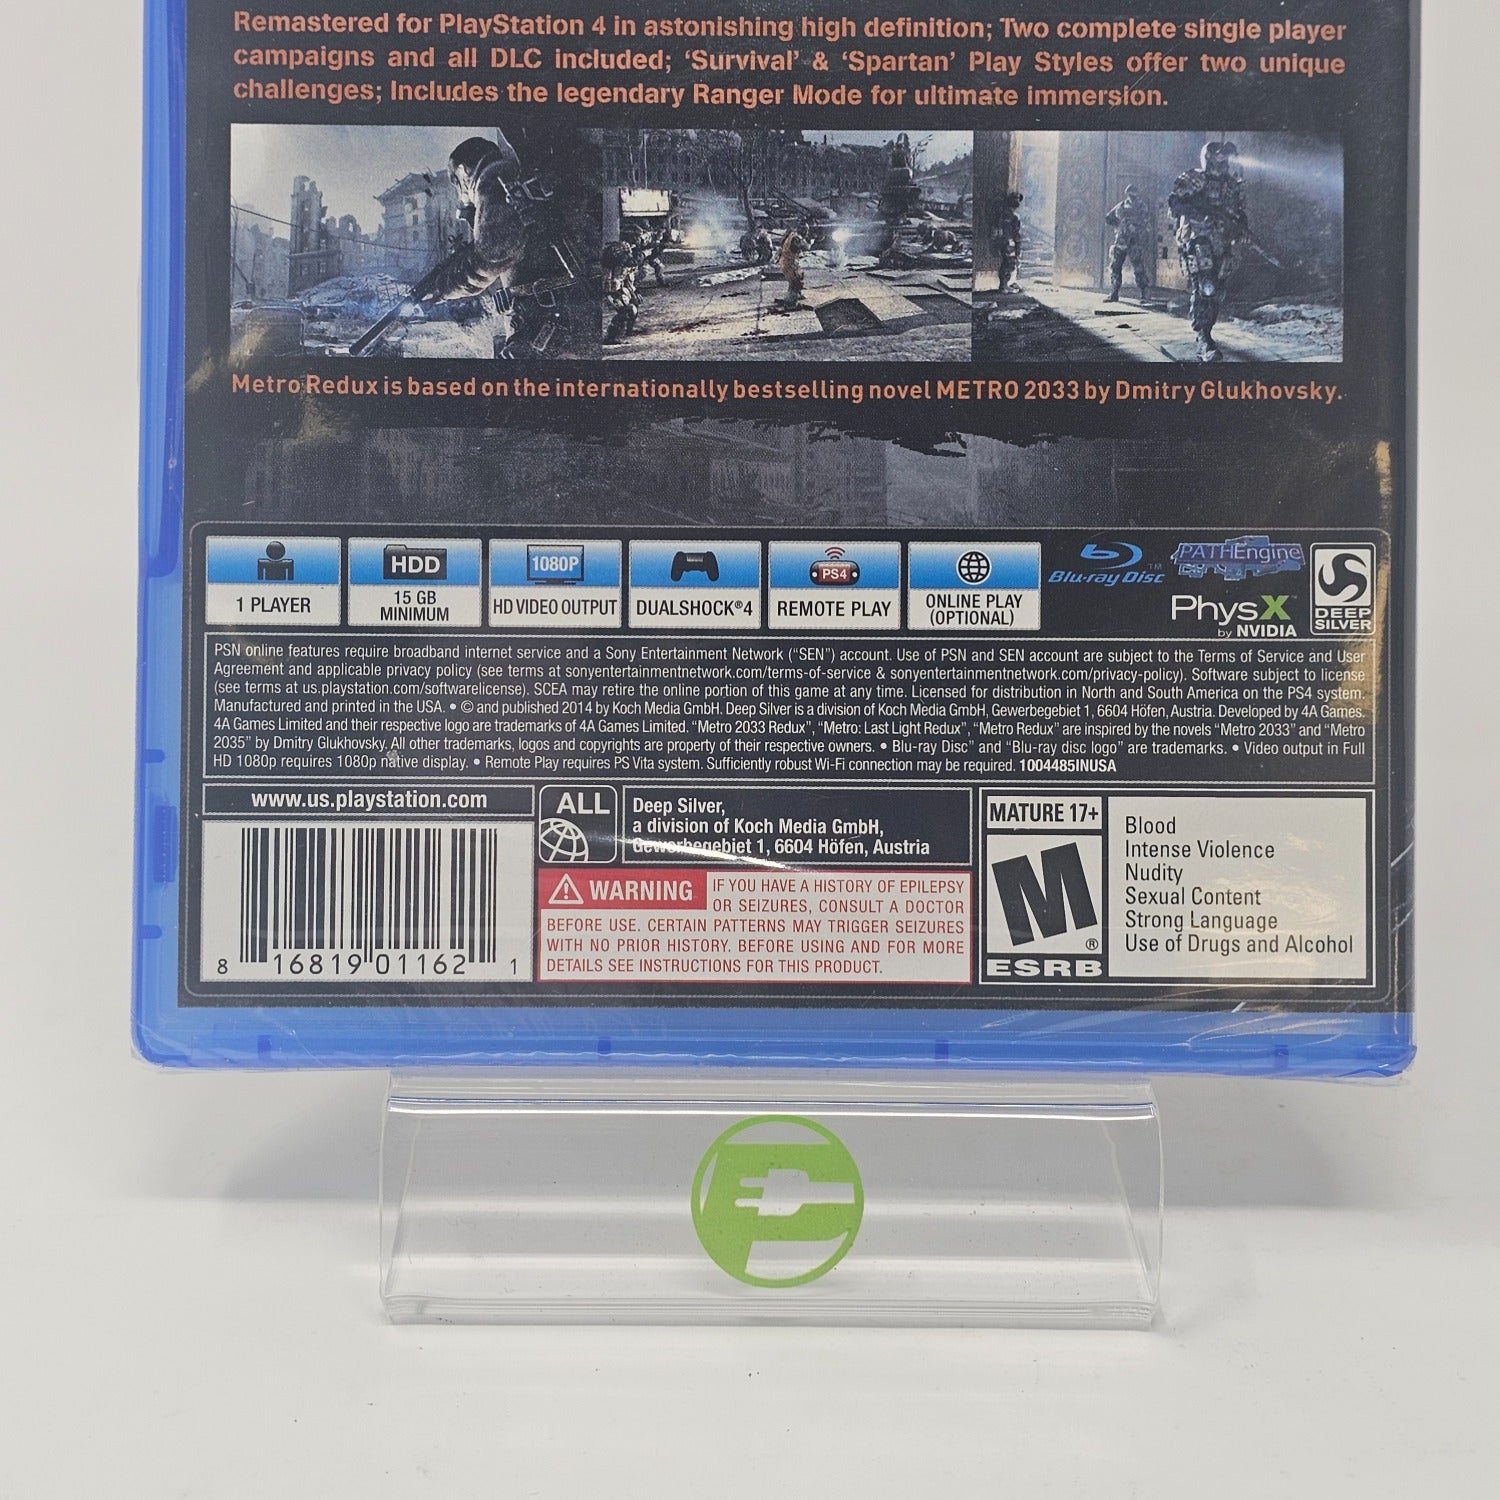 Remastered for PlayStation 4 in astonishing high definition; Two complete single player
campaigns and all DLC included; 'Survival' & 'Spartan' Play Styles offer two unique
challenges; Includes the legendary Ranger Mode for ultimate immersion.
Metro Redux is based on the internationally bestselling novel METRO 2033 by Dmitry Glukhovsky.
1 PLAYER
HDD
15 GB
MINIMUM
1080P
HD VIDEO OUTPUT
DUALSHOCK®4
PS4
REMOTE PLAY
ONLINE PLAY
(OPTIONAL)
Blu-ray Disc™
PATHEngine
PhysX™
by NVIDIA
DEEP
SILVER
PSN online features require broadband internet service and a Sony Entertainment Network ("SEN") account. Use of PSN and SEN account are subject to the Terms of Service and User
Agreement and applicable privacy policy (see terms at sonyentertainmentnetwork.com/terms-of-service & sonyentertainmentnetwork.com/privacy-policy). Software subject to license
(see terms at us.playstation.com/softwarelicense). SCEA may retire the online portion of this game at any time. Licensed for distribution in North and South America on the PS4 system.
Manufactured and printed in the USA. • © and published 2014 by Koch Media GmbH. Deep Silver is a division of Koch Media GmbH, Gewerbegebiet 1, 6604 Höfen, Austria. Developed by 4A Games.
4A Games Limited and their respective logo are trademarks of 4A Games Limited. "Metro 2033 Redux", "Metro: Last Light Redux", "Metro Redux" are inspired by the novels "Metro 2033" and "Metro
2035" by Dmitry Glukhovsky. All other trademarks, logos and copyrights are property of their respective owners. • Blu-ray Disc" and "Blu-ray disc logo" are trademarks. • Video output in Full
HD 1080p requires 1080p native display. • Remote Play requires PS Vita system. Sufficiently robust Wi-Fi connection may be required. 1004485INUSA
www.us.playstation.com
8 16819 01162 1
ALL
Deep Silver,
a division of Koch Media GmbH,
Gewerbegebiet 1, 6604 Höfen, Austria
WARNING IF YOU HAVE A HISTORY OF EPILEPSY
OR SEIZURES, CONSULT A DOCTOR
BEFORE USE. CERTAIN PATTERNS MAY TRIGGER SEIZURES
WITH NO PRIOR HISTORY. BEFORE USING AND FOR MORE
DETAILS SEE INSTRUCTIONS FOR THIS PRODUCT.
MATURE 17+
M®
ESRB
Blood
Intense Violence
Nudity
Sexual Content
Strong Language
Use of Drugs and Alcohol